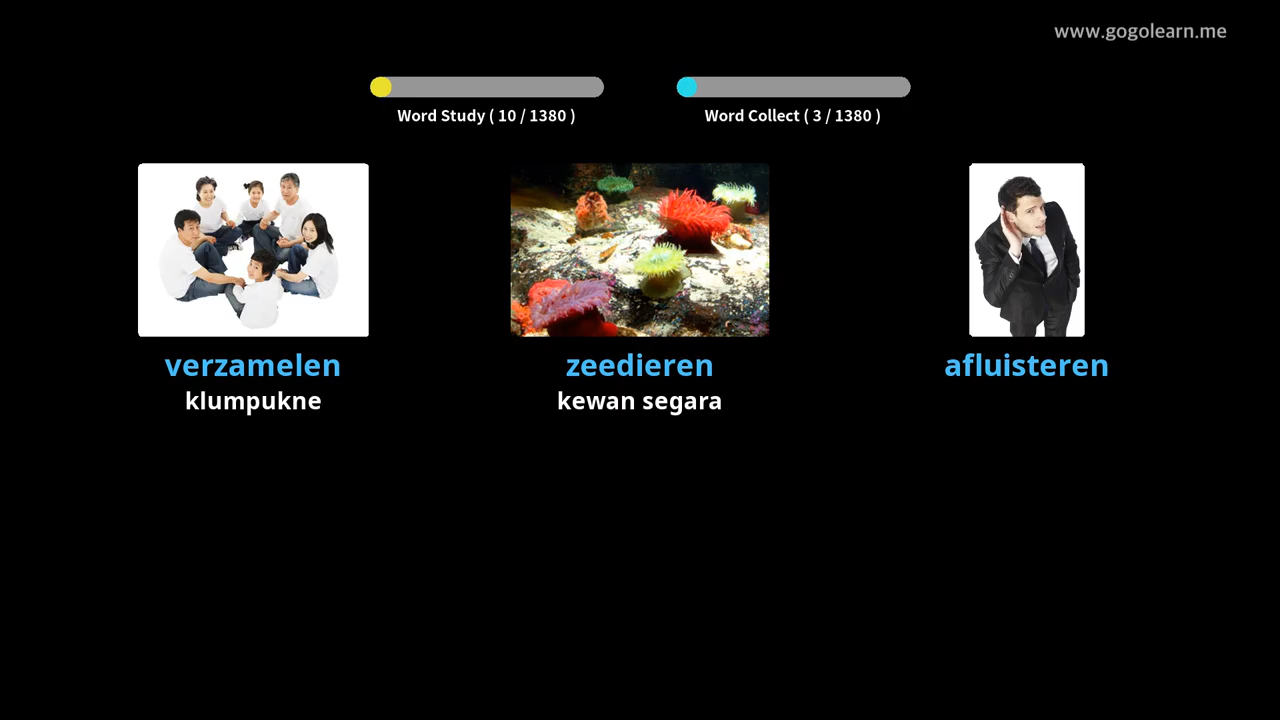 www.gogolearn.me
Word Study ( 10 / 1380 )
Word Collect ( 3 / 1380 )
verzamelen
klumpukne
zeedieren
kewan segara
afluisteren